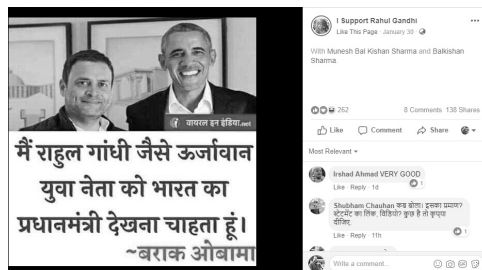 I Support Rahul Gandhi
Like This Page · January 30 ·
With Munesh Bal Kishan Sharma and Balkishan
Sharma
262
8 Comments 138 Shares
Like Comment Share
Most Relevant
Irshad Ahmad VERY GOOD
1
Like · Reply · 1d
Shubham Chauhan कब बोला। इसका प्रमाण?
स्टेटमेंट का लिंक, विडियो? कुछ है तो कृपया
दीजिए.
1
Like · Reply · 11h
Write a comment...
वायरल इन इंडिया.net
मैं राहुल गांधी जैसे ऊर्जावान
युवा नेता को भारत का
प्रधानमंत्री देखना चाहता हूं।
~बराक ओबामा